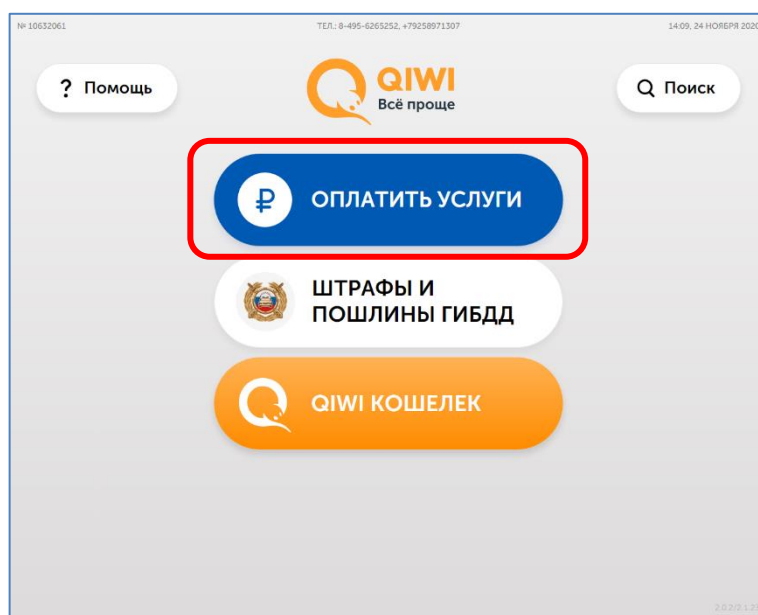 № 10632061
ТЕЛ.: 8-495-6265252, +79258971307
14:09, 24 НОЯБРЯ 2020
? Помощь
QIWI
Всё проще
Поиск
₽ ОПЛАТИТЬ УСЛУГИ
ШТРАФЫ И
ПОШЛИНЫ ГИБДД
QIWI КОШЕЛЕК